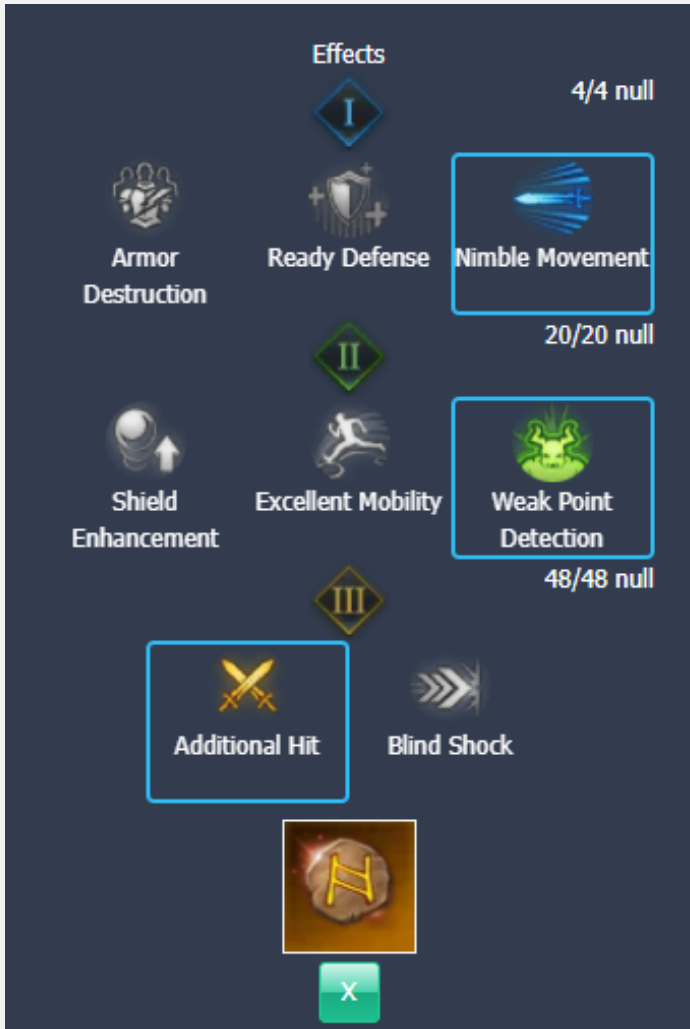 Effects
4/4 null
I
Armor
Destruction
Ready Defense
Nimble Movement
20/20 null
II
Shield
Enhancement
Excellent Mobility
Weak Point
Detection
48/48 null
III
Additional Hit
Blind Shock
X